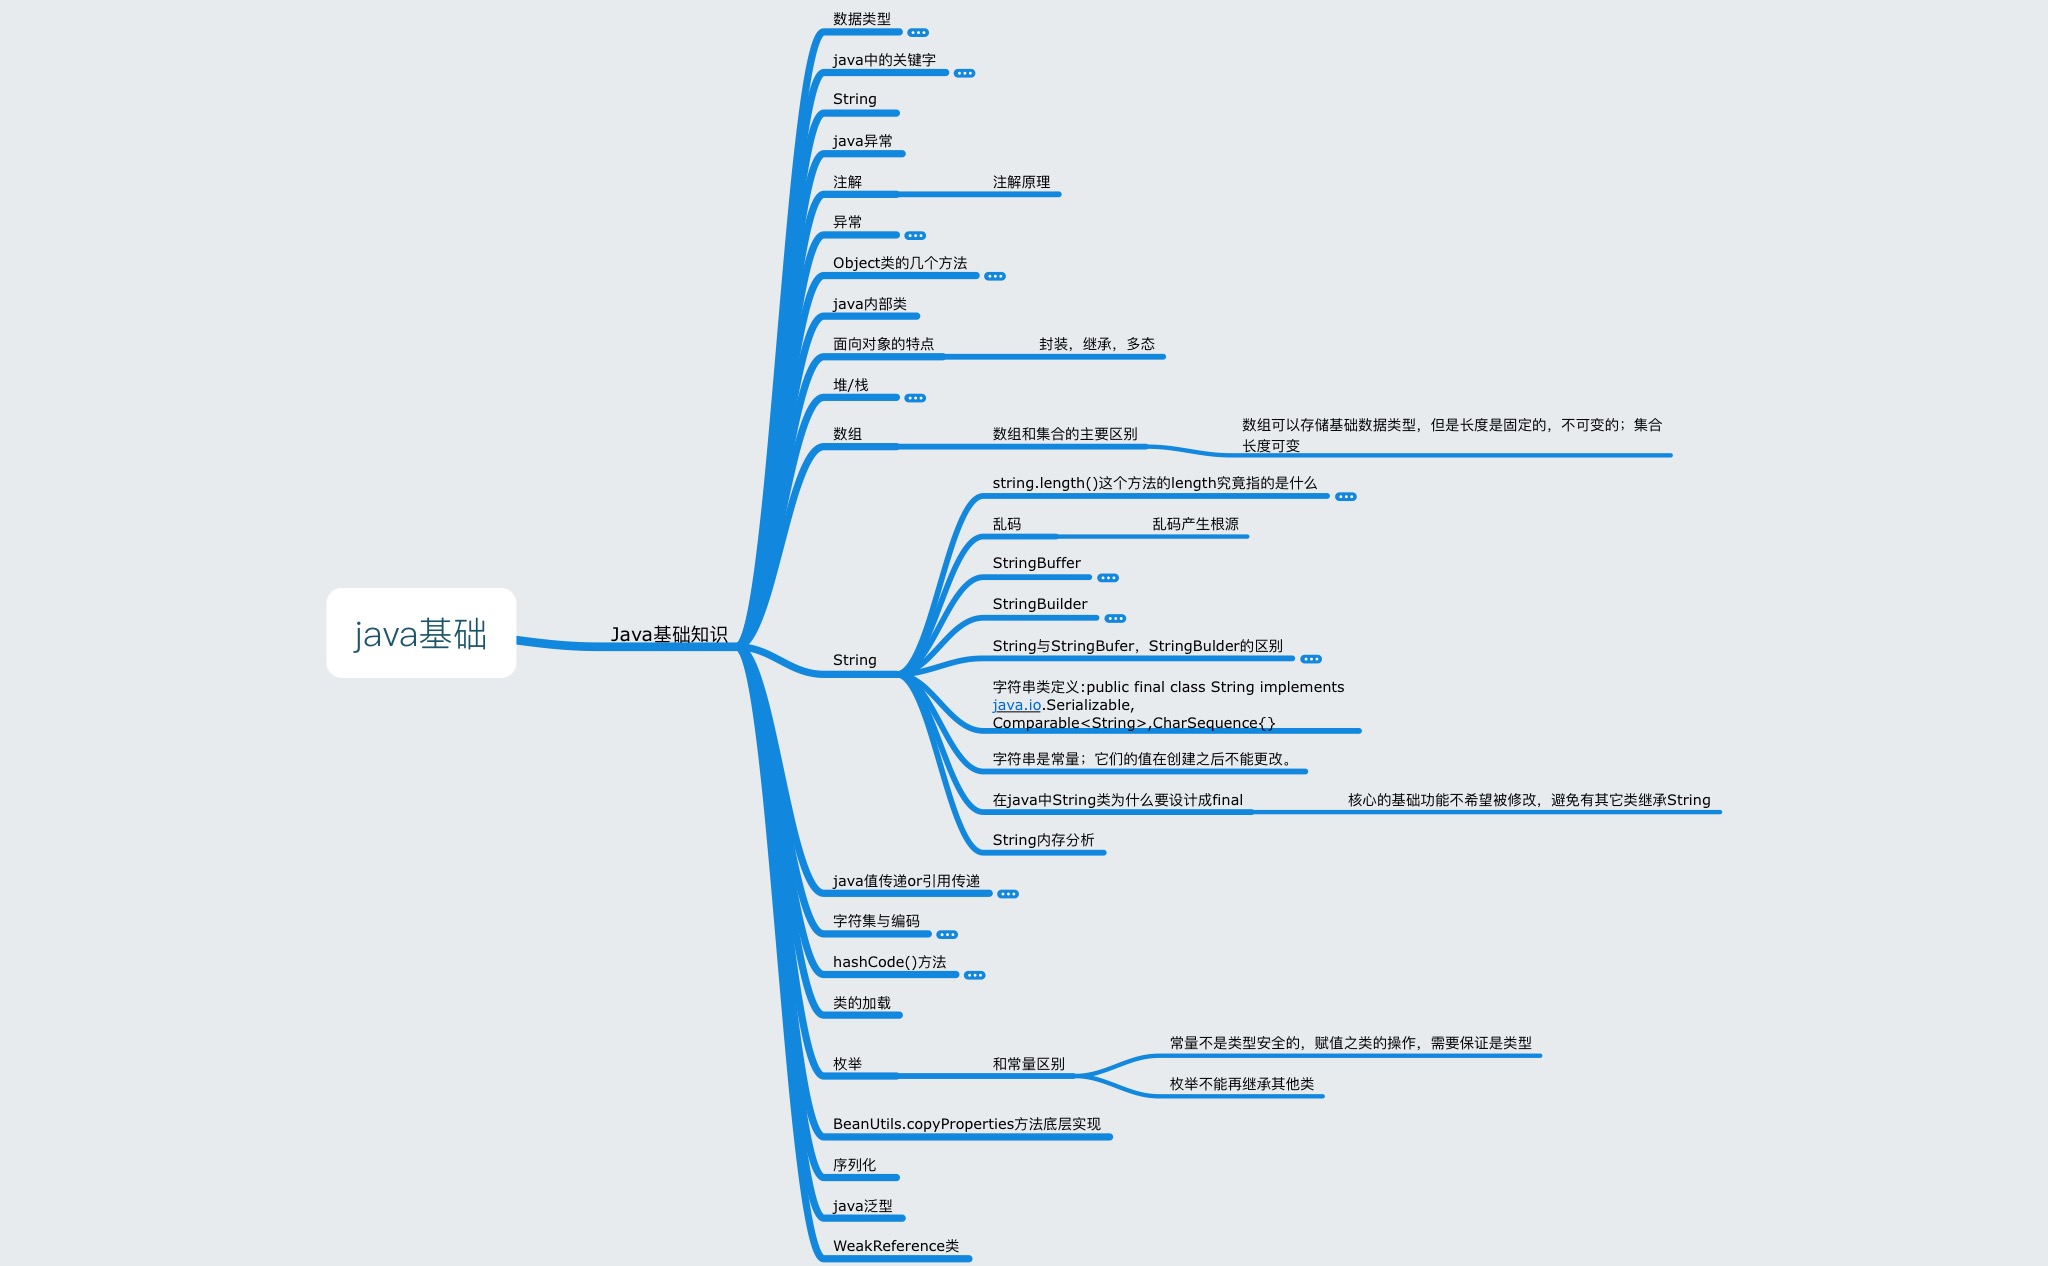 数据类型
java中的关键字
String
java异常
注解
注解原理
异常
Object类的几个方法
java内部类
面向对象的特点
封装，继承，多态
堆/栈
数组
数组和集合的主要区别
数组可以存储基础数据类型，但是长度是固定的，不可变的；集合
长度可变
string.length()这个方法的length究竟指的是什么
乱码
乱码产生根源
StringBuffer
StringBuilder
String与StringBufer，StringBulder的区别
java基础
Java基础知识
String
字符串类定义:public final class String implements
java.io.Serializable,
Comparable<String>,CharSequence{}
字符串是常量；它们的值在创建之后不能更改。
在java中String类为什么要设计成final
核心的基础功能不希望被修改，避免有其它类继承String
String内存分析
java值传递or引用传递
字符集与编码
hashCode()方法
类的加载
枚举
和常量区别
常量不是类型安全的，赋值之类的操作，需要保证是类型
枚举不能再继承其他类
BeanUtils.copyProperties方法底层实现
序列化
java泛型
WeakReference类